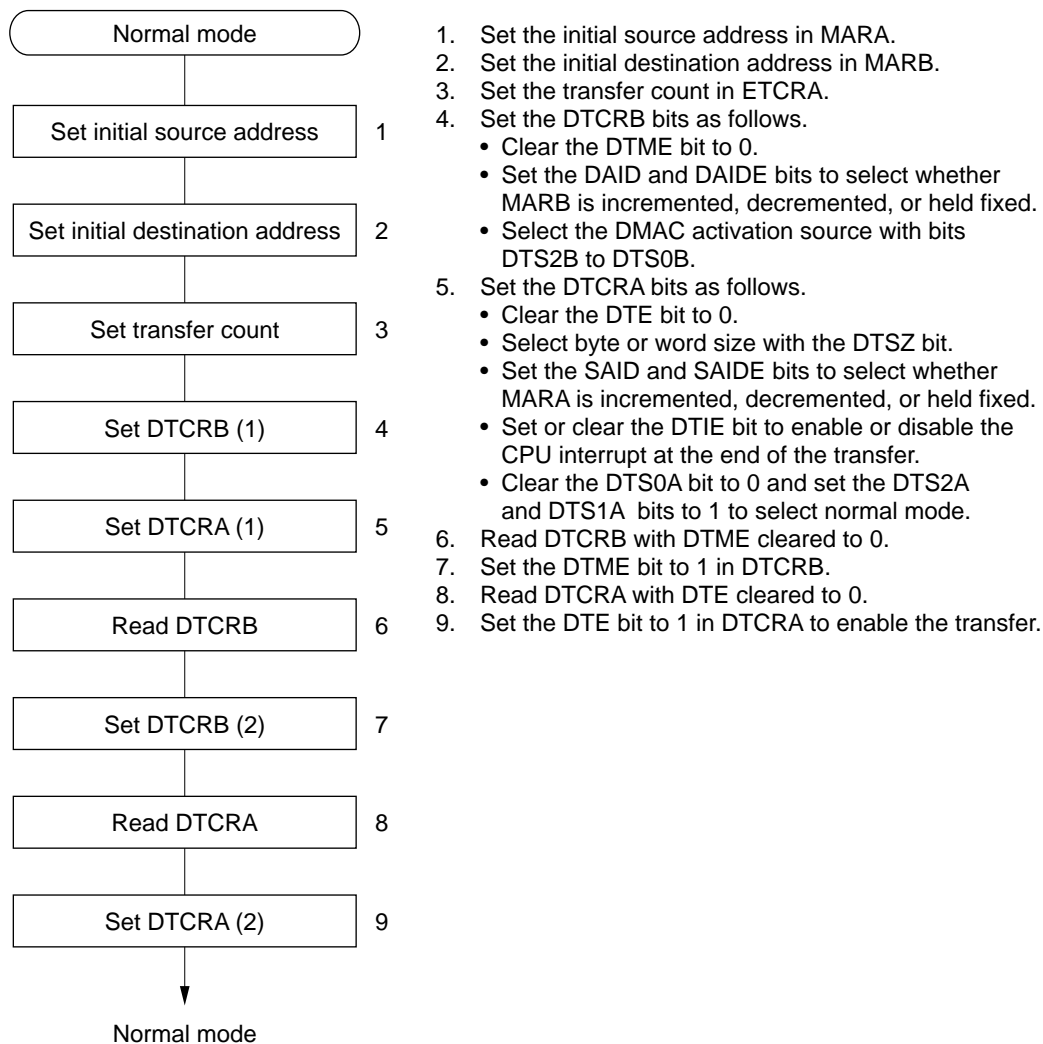 Normal mode
Set initial source address 1
Set initial destination address 2
Set transfer count 3
Set DTCRB (1) 4
Set DTCRA (1) 5
Read DTCRB 6
Set DTCRB (2) 7
Read DTCRA 8
Set DTCRA (2) 9
Normal mode
1. Set the initial source address in MARA.
2. Set the initial destination address in MARB.
3. Set the transfer count in ETCRA.
4. Set the DTCRB bits as follows.
• Clear the DTME bit to 0.
• Set the DAID and DAIDE bits to select whether
MARB is incremented, decremented, or held fixed.
• Select the DMAC activation source with bits
DTS2B to DTS0B.
5. Set the DTCRA bits as follows.
• Clear the DTE bit to 0.
• Select byte or word size with the DTSZ bit.
• Set the SAID and SAIDE bits to select whether
MARA is incremented, decremented, or held fixed.
• Set or clear the DTIE bit to enable or disable the
CPU interrupt at the end of the transfer.
• Clear the DTS0A bit to 0 and set the DTS2A
and DTS1A bits to 1 to select normal mode.
6. Read DTCRB with DTME cleared to 0.
7. Set the DTME bit to 1 in DTCRB.
8. Read DTCRA with DTE cleared to 0.
9. Set the DTE bit to 1 in DTCRA to enable the transfer.